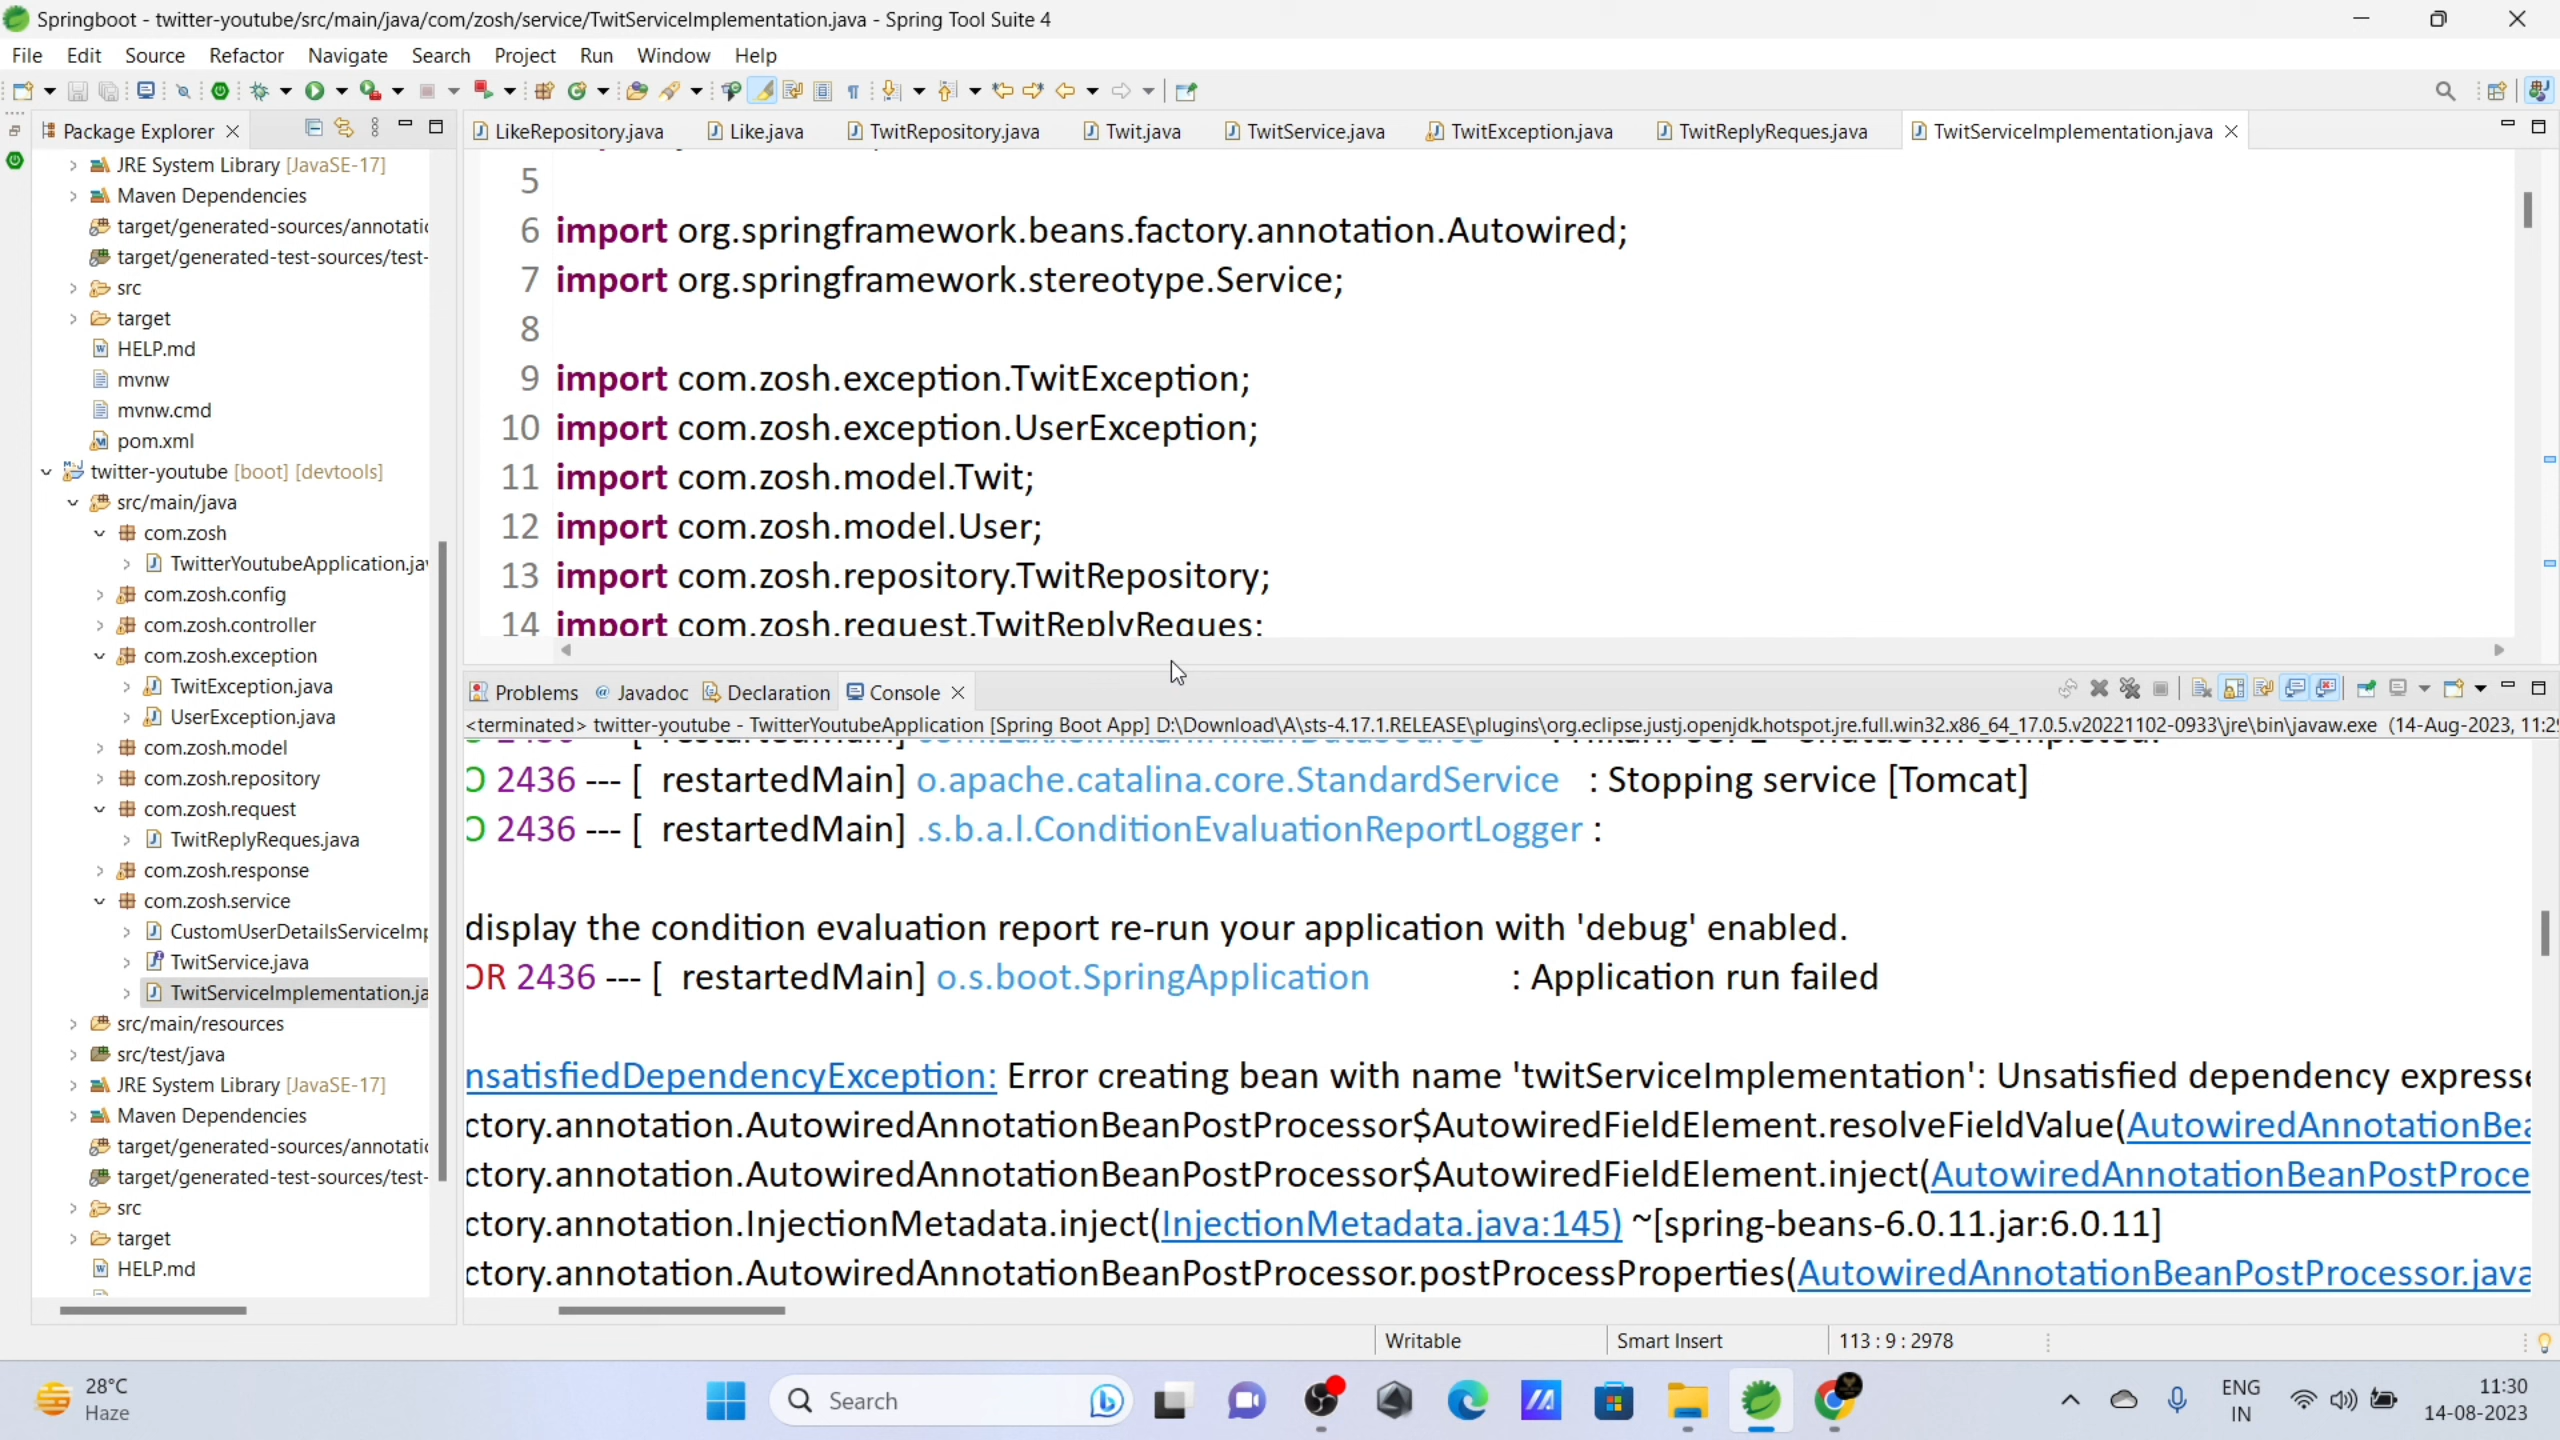 Springboot - twitter-youtube/src/main/java/com/zosh/service/TwitServiceImplementation.java - Spring Tool Suite 4
File Edit Source Refactor Navigate Search Project Run Window Help
Package Explorer
JRE System Library [JavaSE-17]
Maven Dependencies
target/generated-sources/annotatic
target/generated-test-sources/test-
src
target
HELP.md
mvnw
mvnw.cmd
pom.xml
twitter-youtube [boot] [devtools]
src/main/java
com.zosh
TwitterYoutubeApplication.ja
com.zosh.config
com.zosh.controller
com.zosh.exception
TwitException.java
UserException.java
com.zosh.model
com.zosh.repository
com.zosh.request
TwitReplyReques.java
com.zosh.response
com.zosh.service
CustomUserDetailsServiceImp
TwitService.java
TwitServiceImplementation.ja
src/main/resources
src/test/java
JRE System Library [JavaSE-17]
Maven Dependencies
target/generated-sources/annotatic
target/generated-test-sources/test-
src
target
HELP.md
LikeRepository.java Like.java TwitRepository.java Twit.java TwitService.java TwitException.java TwitReplyReques.java TwitServiceImplementation.java
5
6 import org.springframework.beans.factory.annotation.Autowired;
7 import org.springframework.stereotype.Service;
8
9 import com.zosh.exception.TwitException;
10 import com.zosh.exception.UserException;
11 import com.zosh.model.Twit;
12 import com.zosh.model.User;
13 import com.zosh.repository.TwitRepository;
14 import com.zosh.request.TwitReplyReques;
Problems Javadoc Declaration Console
<terminated> twitter-youtube - TwitterYoutubeApplication [Spring Boot App] D:\Download\A\sts-4.17.1.RELEASE\plugins\org.eclipse.justj.openjdk.hotspot.jre.full.win32.x86_64_17.0.5.v20221102-0933\jre\bin\javaw.exe (14-Aug-2023, 11:29
O 2436 --- [ restartedMain] o.apache.catalina.core.StandardService : Stopping service [Tomcat]
O 2436 --- [ restartedMain] .s.b.a.l.ConditionEvaluationReportLogger :
display the condition evaluation report re-run your application with 'debug' enabled.
OR 2436 --- [ restartedMain] o.s.boot.SpringApplication : Application run failed
nsatisfiedDependencyException: Error creating bean with name 'twitServiceImplementation': Unsatisfied dependency expresse
ctory.annotation.AutowiredAnnotationBeanPostProcessor$AutowiredFieldElement.resolveFieldValue(AutowiredAnnotationBea
ctory.annotation.AutowiredAnnotationBeanPostProcessor$AutowiredFieldElement.inject(AutowiredAnnotationBeanPostProce
ctory.annotation.InjectionMetadata.inject(InjectionMetadata.java:145) ~[spring-beans-6.0.11.jar:6.0.11]
ctory.annotation.AutowiredAnnotationBeanPostProcessor.postProcessProperties(AutowiredAnnotationBeanPostProcessor.java
Writable Smart Insert 113 : 9 : 2978
28°C
Haze
Search
ENG
IN
11:30
14-08-2023